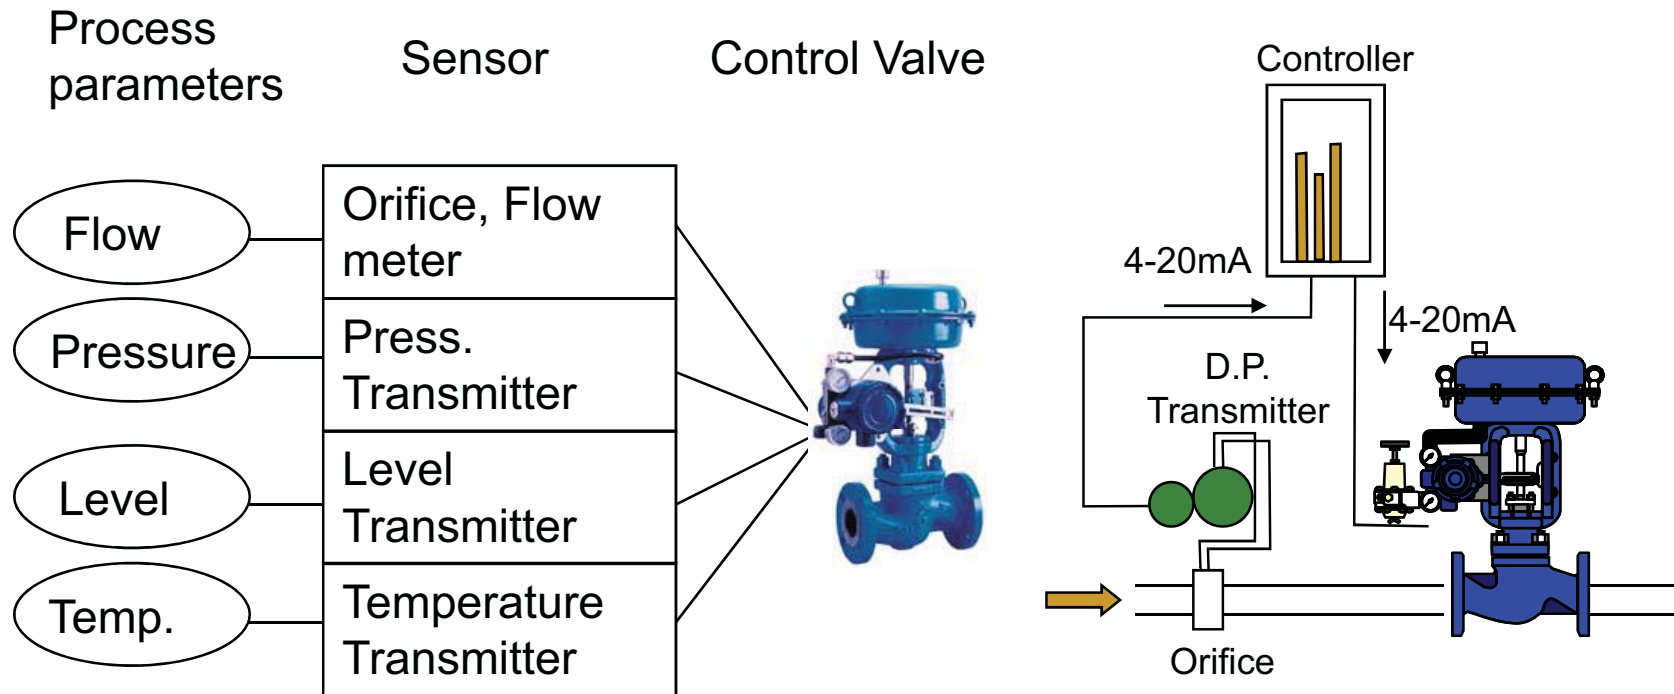 Process
parameters
Sensor
Control Valve
Flow
Orifice, Flow
meter
Pressure
Press.
Transmitter
Level
Level
Transmitter
Temp.
Temperature
Transmitter
Controller
4-20mA
4-20mA
D.P.
Transmitter
Orifice